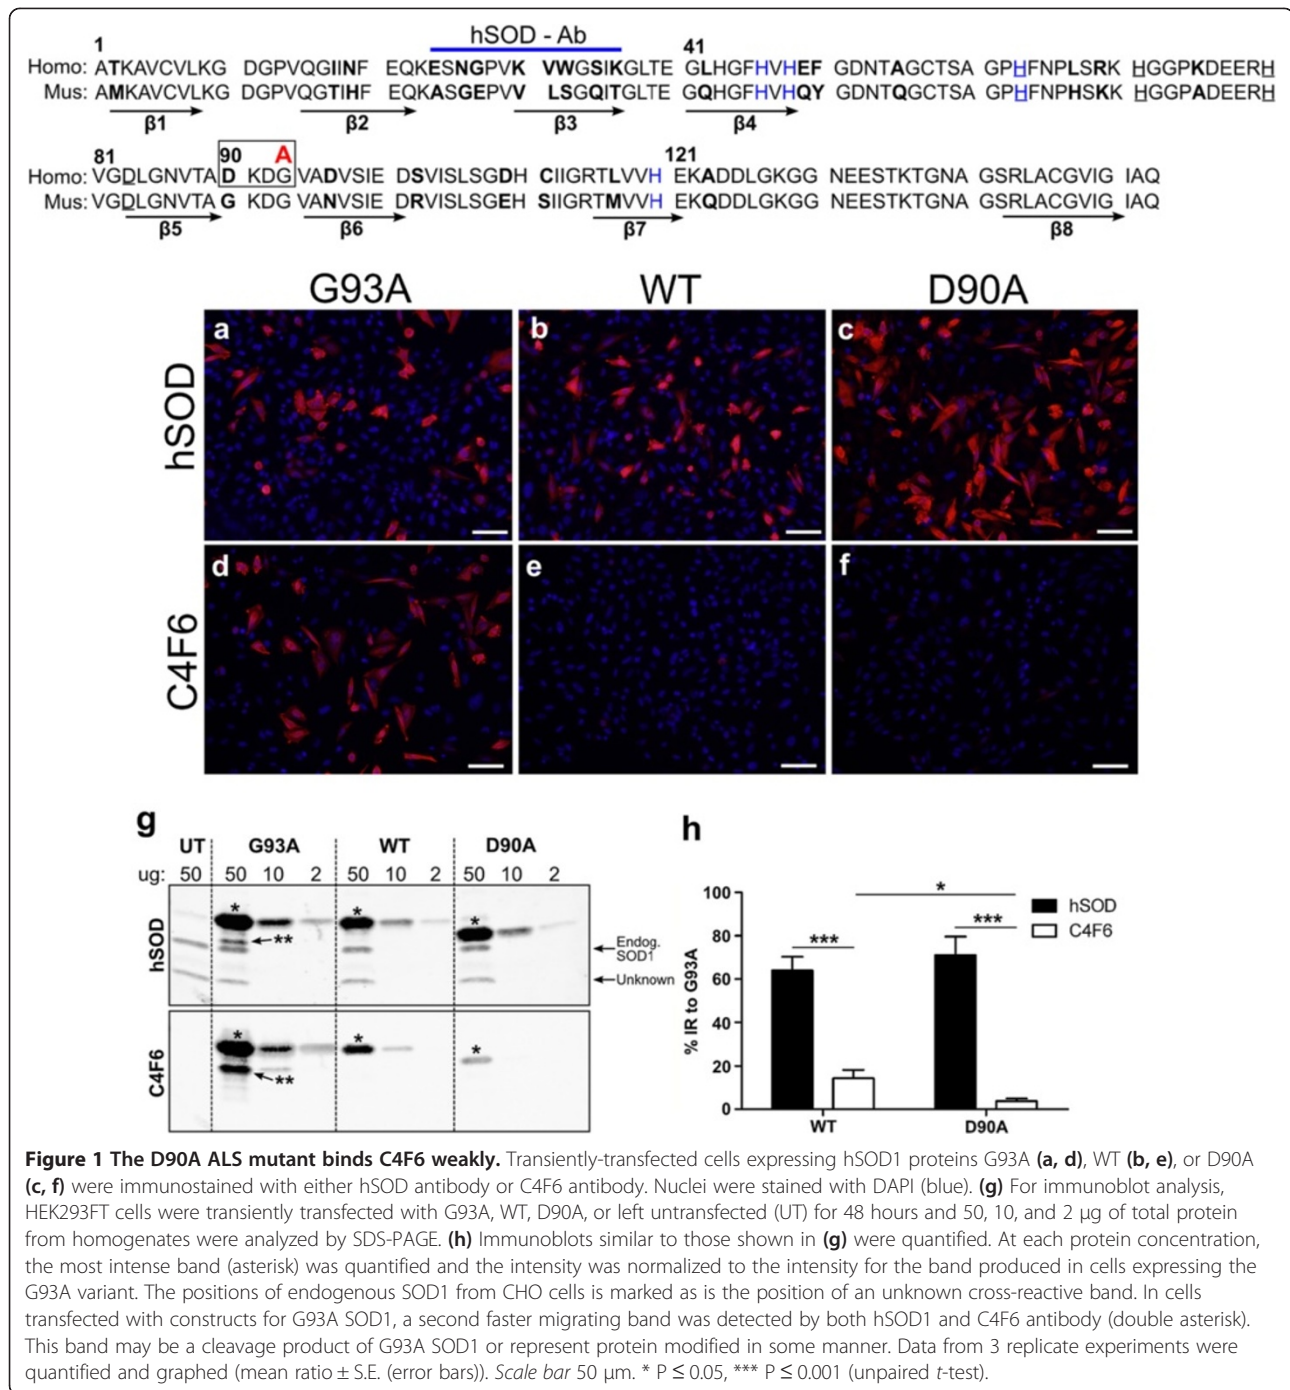 hSOD - Ab
1 41
Homo: ATKAVCVLKG DGPVQGIINF EQKESNGPVK VWGSIKGLTE GLHGFHVHEF GDNTAGCTSA GPHFNPLSRK HGGPKDEERH
Mus: AMKAVCVLKG DGPVQGTIHF EQKASGEPVV LSGQITGLTE GQHGFHVHQY GDNTQGCTSA GPHFNPHSKK HGGPADEERH
β1 β2 β3 β4
81 90 A 121
Homo: VGDLGNVTAD KDG VADVSIED SVISLSGDH CIIGRTLVVH EKADDLGKGG NEESTKTGNA GSRLACGVIG IAQ
Mus: VGDLGNVTAG KDG VANVSIED RVISLSGEH SIIGRTMVVH EKQDDLGKGG NEESTKTGNA GSRLACGVIG IAQ
β5 β6 β7 β8
G93A WT D90A
hSOD a b c
C4F6 d e f
g
UT G93A WT D90A
ug: 50 50 10 2 50 10 2 50 10 2
hSOD * ** * *
Endog. SOD1
Unknown
C4F6 * ** * *
h
% IR to G93A
100
80
60
40
20
0
*
*** ***
hSOD
C4F6
WT D90A
Figure 1 The D90A ALS mutant binds C4F6 weakly. Transiently-transfected cells expressing hSOD1 proteins G93A (a, d), WT (b, e), or D90A
(c, f) were immunostained with either hSOD antibody or C4F6 antibody. Nuclei were stained with DAPI (blue). (g) For immunoblot analysis,
HEK293FT cells were transiently transfected with G93A, WT, D90A, or left untransfected (UT) for 48 hours and 50, 10, and 2 μg of total protein
from homogenates were analyzed by SDS-PAGE. (h) Immunoblots similar to those shown in (g) were quantified. At each protein concentration,
the most intense band (asterisk) was quantified and the intensity was normalized to the intensity for the band produced in cells expressing the
G93A variant. The positions of endogenous SOD1 from CHO cells is marked as is the position of an unknown cross-reactive band. In cells
transfected with constructs for G93A SOD1, a second faster migrating band was detected by both hSOD1 and C4F6 antibody (double asterisk).
This band may be a cleavage product of G93A SOD1 or represent protein modified in some manner. Data from 3 replicate experiments were
quantified and graphed (mean ratio ± S.E. (error bars)). Scale bar 50 μm. * P ≤ 0.05, *** P ≤ 0.001 (unpaired t-test).